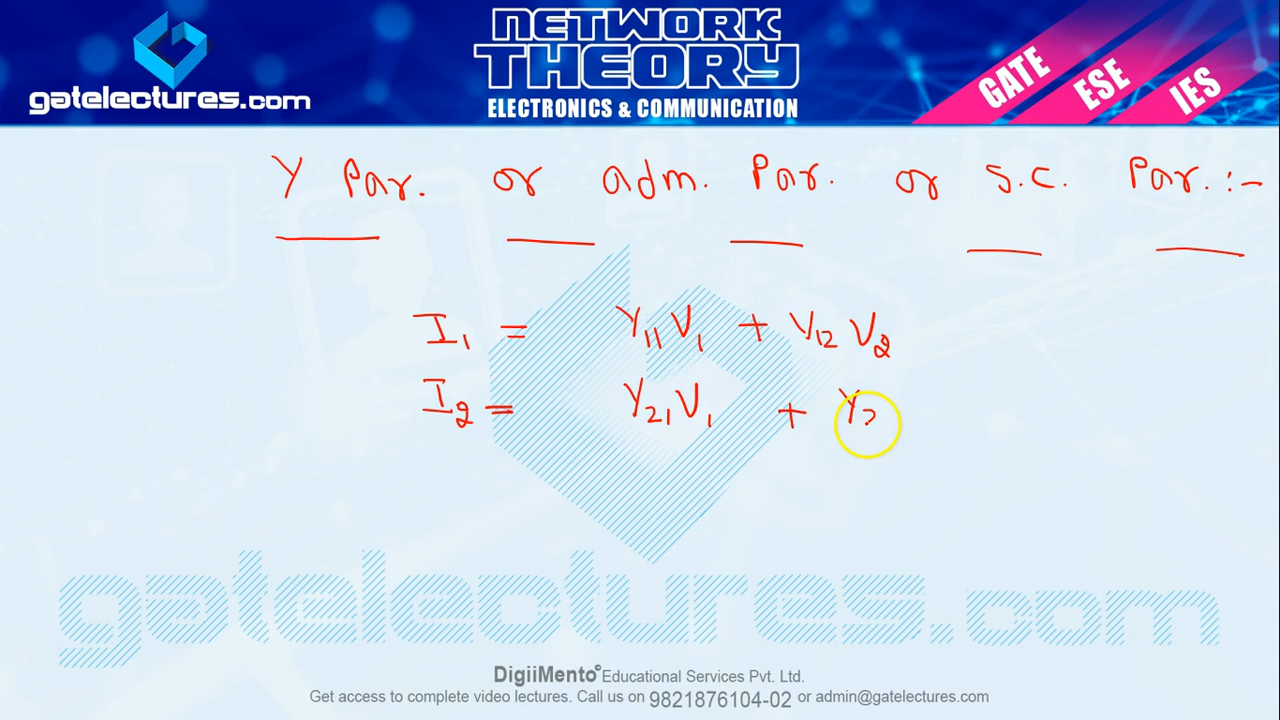 gatelectures.com
NETWORK
THEORY
ELECTRONICS & COMMUNICATION
GATE
ESE
IES
Y Par. or adm. Par. or s.c. Par. :-
I1 = Y11 V1 + Y12 V2
I2 = Y21 V1 + Y2
gatelectures.com
DigiiMento© Educational Services Pvt. Ltd.
Get access to complete video lectures. Call us on 9821876104-02 or admin@gatelectures.com